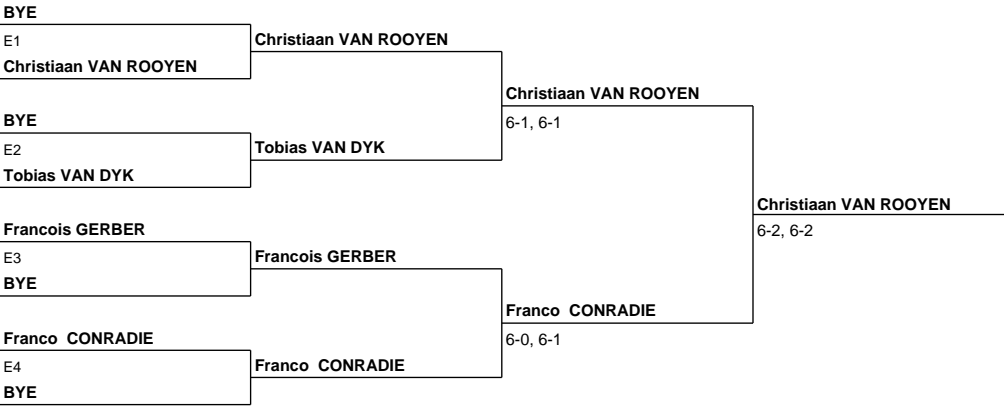 BYE
E1
Christiaan VAN ROOYEN
Christiaan VAN ROOYEN
BYE
E2
Tobias VAN DYK
Tobias VAN DYK
Christiaan VAN ROOYEN
6-1, 6-1
Francois GERBER
E3
BYE
Francois GERBER
Franco  CONRADIE
E4
BYE
Franco  CONRADIE
Franco  CONRADIE
6-0, 6-1
Christiaan VAN ROOYEN
6-2, 6-2